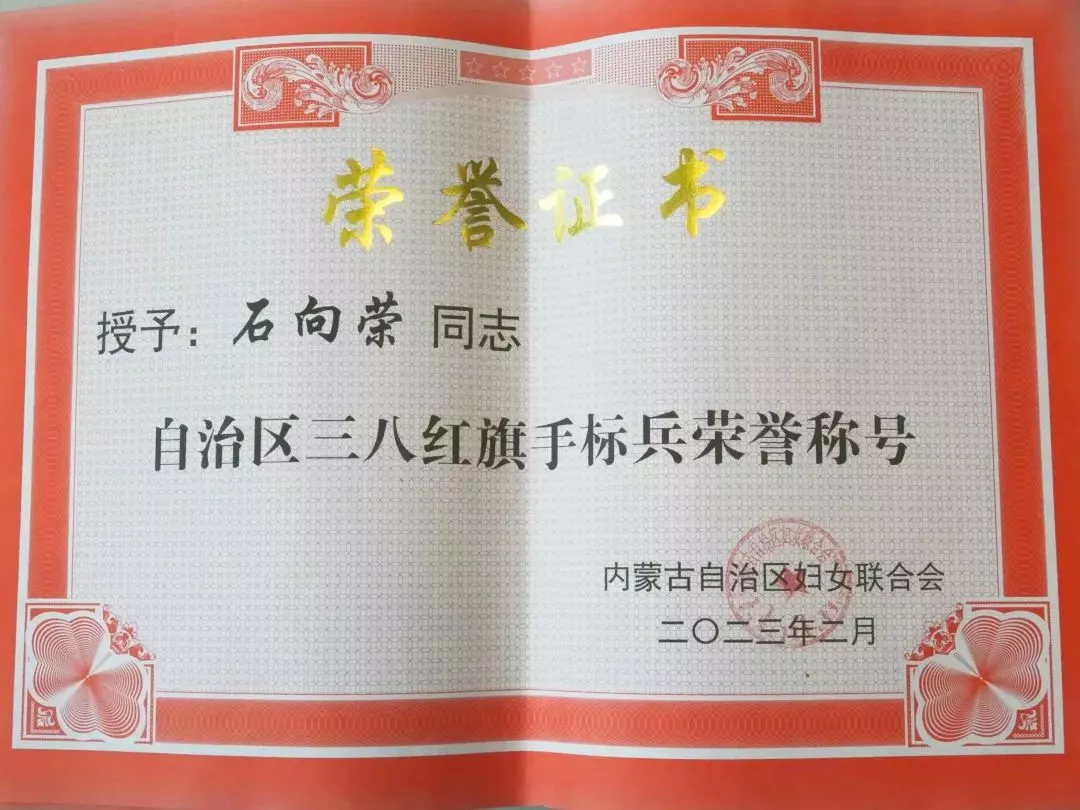 荣誉证书
授予：石向荣 同志
自治区三八红旗手标兵荣誉称号
内蒙古自治区妇女联合会
二〇二三年二月